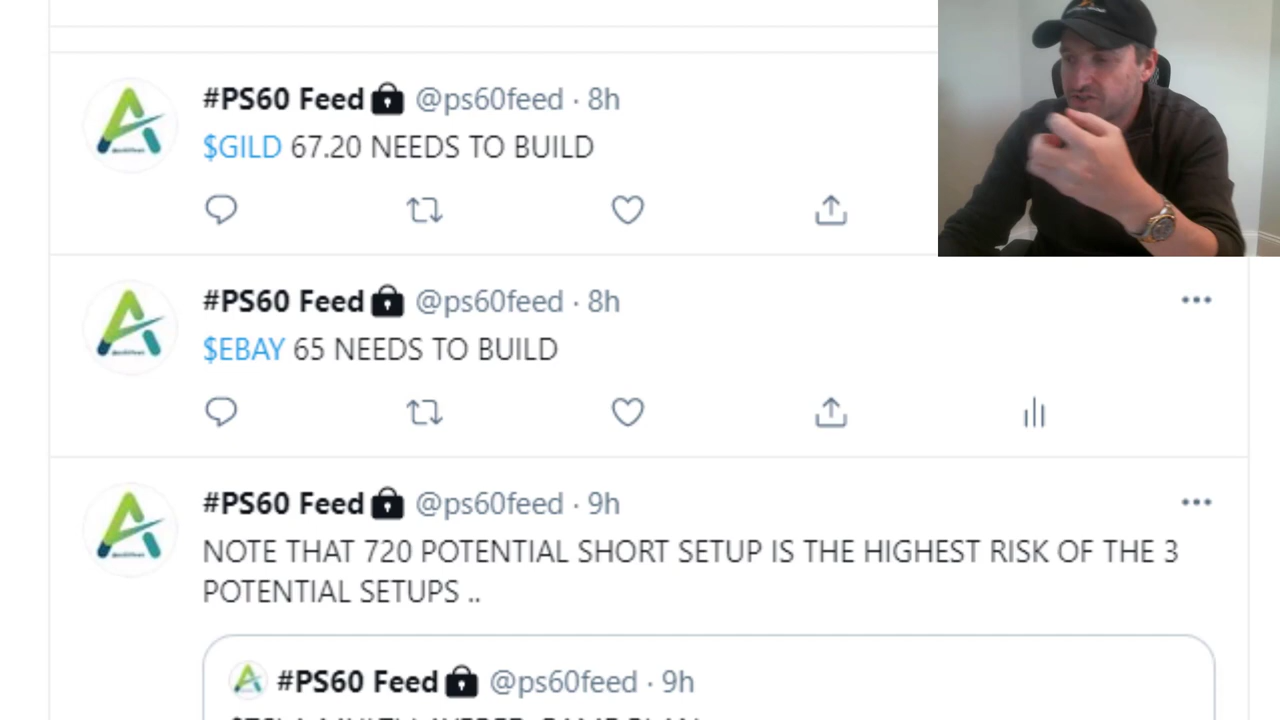 #PS60 Feed @ps60feed · 8h
$GILD 67.20 NEEDS TO BUILD
#PS60 Feed @ps60feed · 8h
$EBAY 65 NEEDS TO BUILD
#PS60 Feed @ps60feed · 9h
NOTE THAT 720 POTENTIAL SHORT SETUP IS THE HIGHEST RISK OF THE 3
POTENTIAL SETUPS ..
#PS60 Feed @ps60feed · 9h